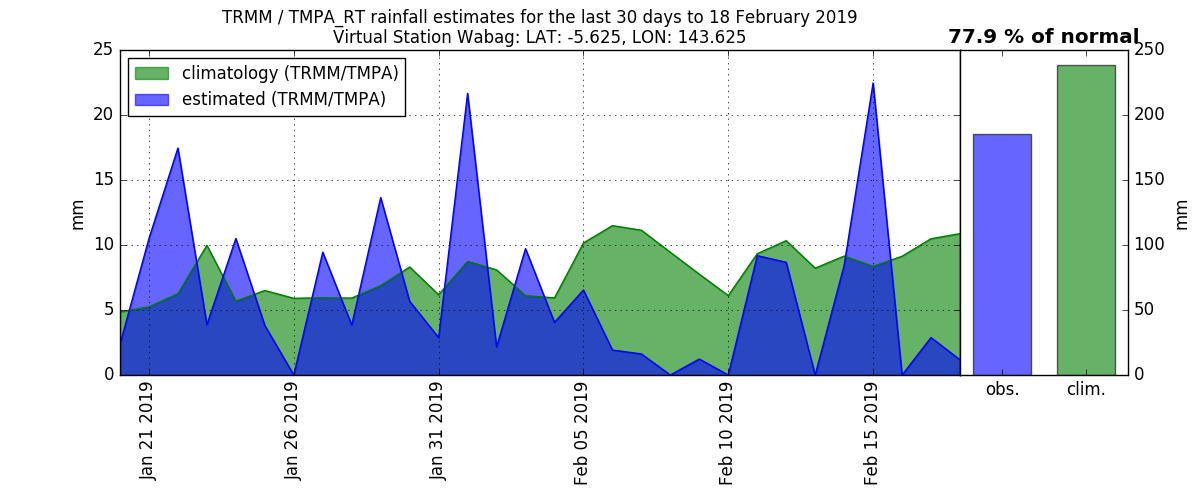 TRMM / TMPA_RT rainfall estimates for the last 30 days to 18 February 2019
Virtual Station Wabag: LAT: -5.625, LON: 143.625
77.9 % of normal
climatology (TRMM/TMPA)
estimated (TRMM/TMPA)
25
20
15
10
5
0
mm
Jan 21 2019
Jan 26 2019
Jan 31 2019
Feb 05 2019
Feb 10 2019
Feb 15 2019
obs.
clim.
250
200
150
100
50
0
mm